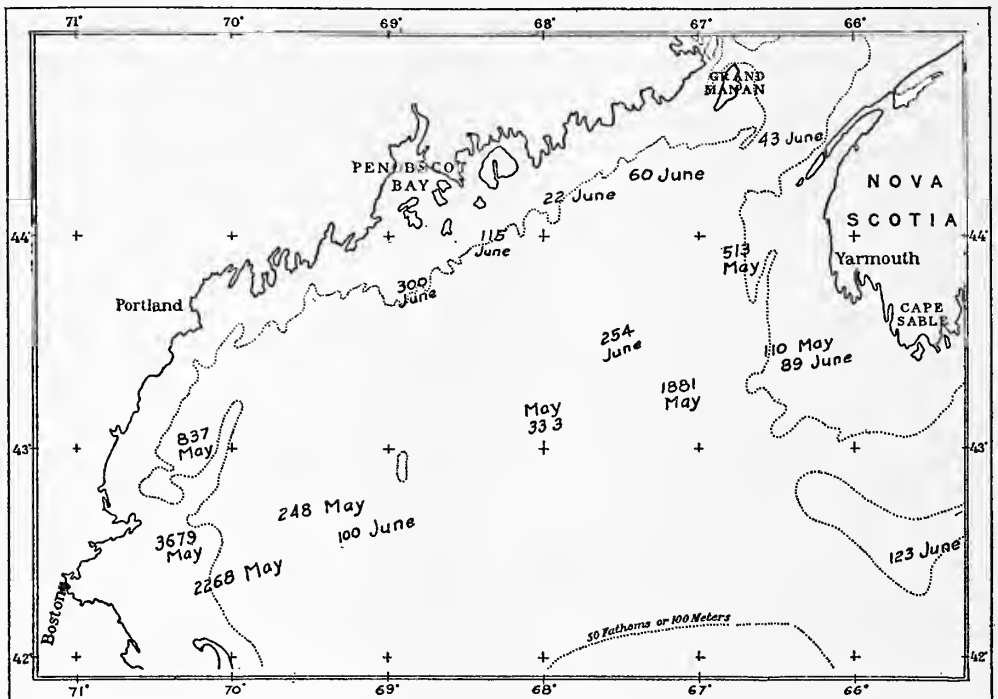 71°
70°
69°
68°
67°
66°
GRAND
MANAN
43 June
PENOBSCOT
BAY
60 June
22 June
NOVA
SCOTIA
44°
115
June
513
May
44°
Yarmouth
300
June
Portland
CAPE
SABLE
254
June
110 May
89 June
1881
May
May
333
837
May
43°
43°
248 May
100 June
3679
May
123 June
2268 May
Boston
50 Fathoms or 100 Meters
42°
42°
71°
70°
69°
68°
67°
66°